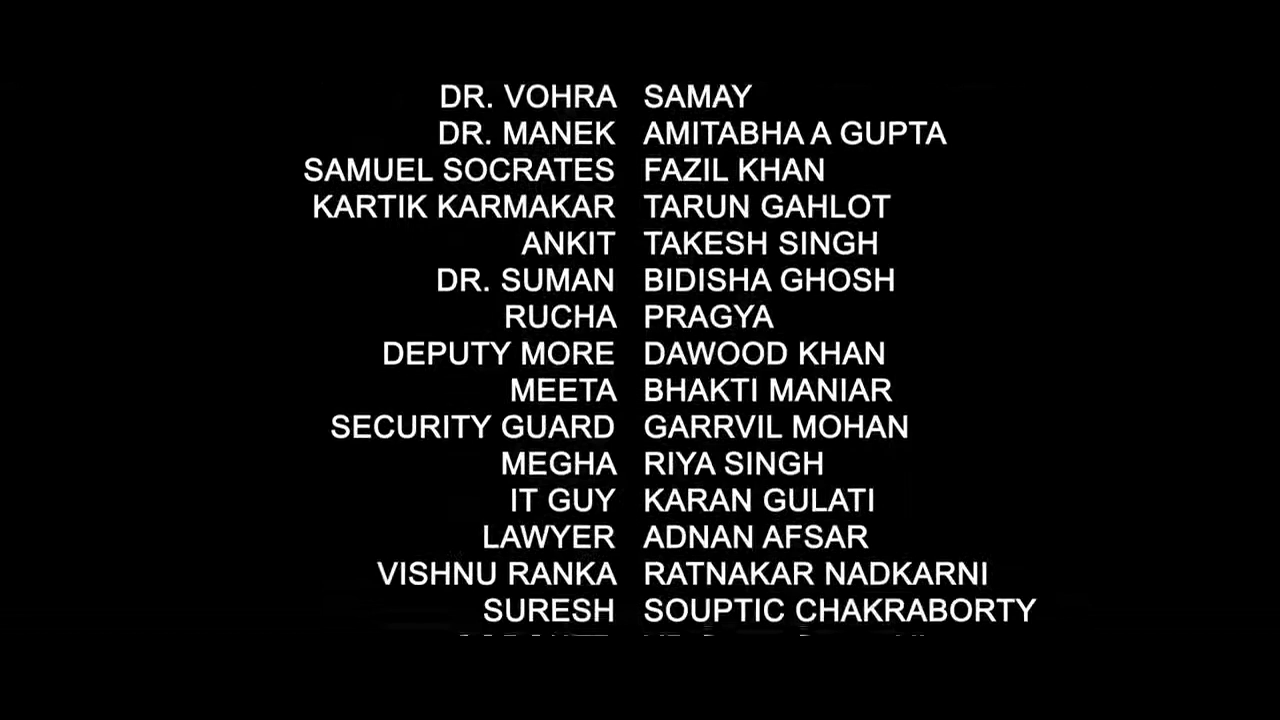 DR. VOHRA SAMAY
DR. MANEK AMITABHA A GUPTA
SAMUEL SOCRATES FAZIL KHAN
KARTIK KARMAKAR TARUN GAHLOT
ANKIT TAKESH SINGH
DR. SUMAN BIDISHA GHOSH
RUCHA PRAGYA
DEPUTY MORE DAWOOD KHAN
MEETA BHAKTI MANIAR
SECURITY GUARD GARRVIL MOHAN
MEGHA RIYA SINGH
IT GUY KARAN GULATI
LAWYER ADNAN AFSAR
VISHNU RANKA RATNAKAR NADKARNI
SURESH SOUPTIC CHAKRABORTY